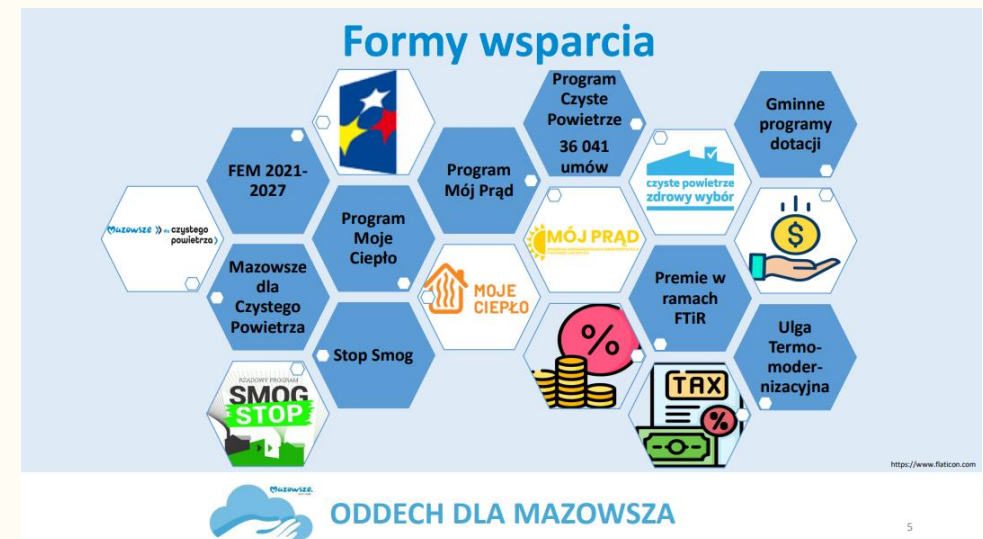 Formy wsparcia
Program
Czyste
Powietrze
36 041
umów
Gminne
programy
dotacji
FEM 2021-
2027
Program
Mój Prąd
czyste powietrze
zdrowy wybór
Mazowsze dla czystego
powietrza
Program
Moje
Ciepło
MÓJ PRĄD
$
Mazowsze
dla
Czystego
Powietrza
MOJE
CIEPŁO
Premie w
ramach
FTiR
%
Stop Smog
Ulga
Termo-
moder-
nizacyjna
RZĄDOWY PROGRAM
SMOG
STOP
TAX
%
https://www.flaticon.com
Mazowsze.
ODDECH DLA MAZOWSZA
5